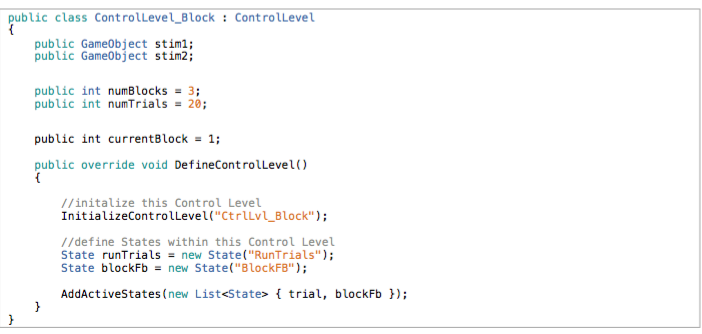 public class ControlLevel_Block : ControlLevel
{
public GameObject stim1;
public GameObject stim2;
public int numBlocks = 3;
public int numTrials = 20;
public int currentBlock = 1;
public override void DefineControlLevel()
{
//initalize this Control Level
InitializeControlLevel("CtrlLvl_Block");
//define States within this Control Level
State runTrials = new State("RunTrials");
State blockFb = new State("BlockFB");
AddActiveStates(new List<State> { trial, blockFb });
}
}